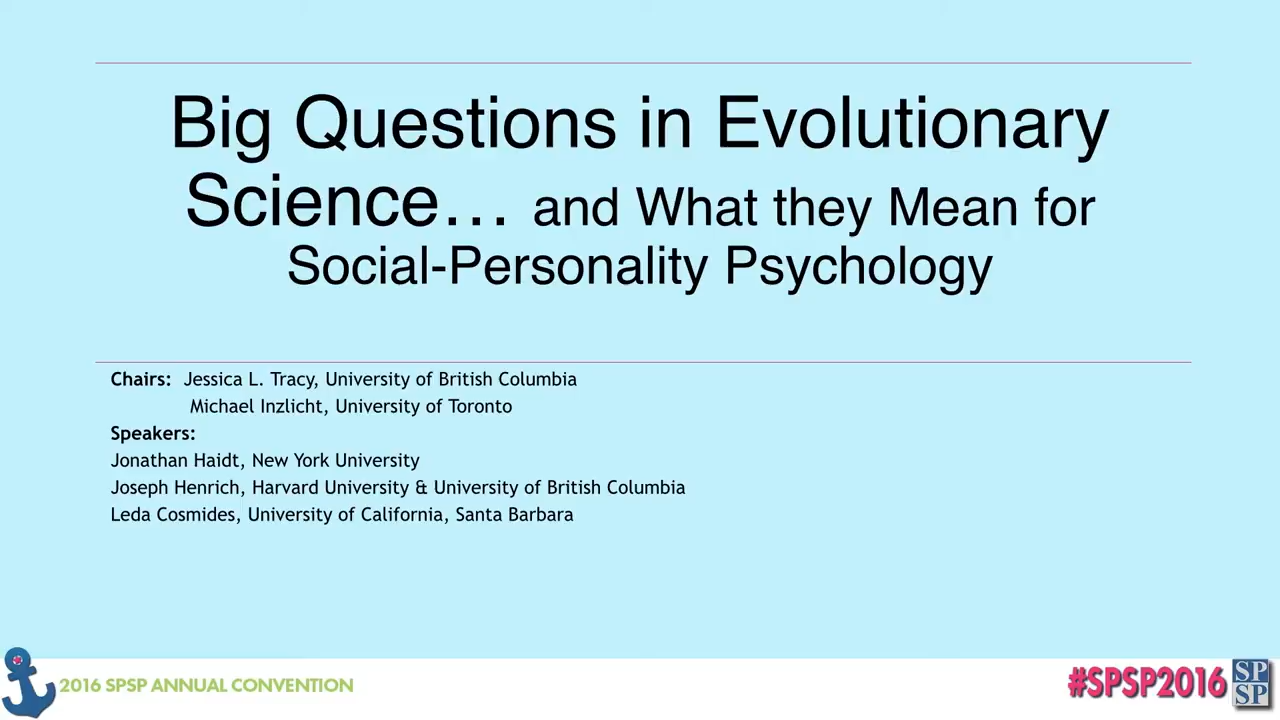 Big Questions in Evolutionary
Science… and What they Mean for
Social-Personality Psychology
Chairs: Jessica L. Tracy, University of British Columbia
Michael Inzlicht, University of Toronto
Speakers:
Jonathan Haidt, New York University
Joseph Henrich, Harvard University & University of British Columbia
Leda Cosmides, University of California, Santa Barbara
2016 SPSP ANNUAL CONVENTION
#SPSP2016
SP
SP